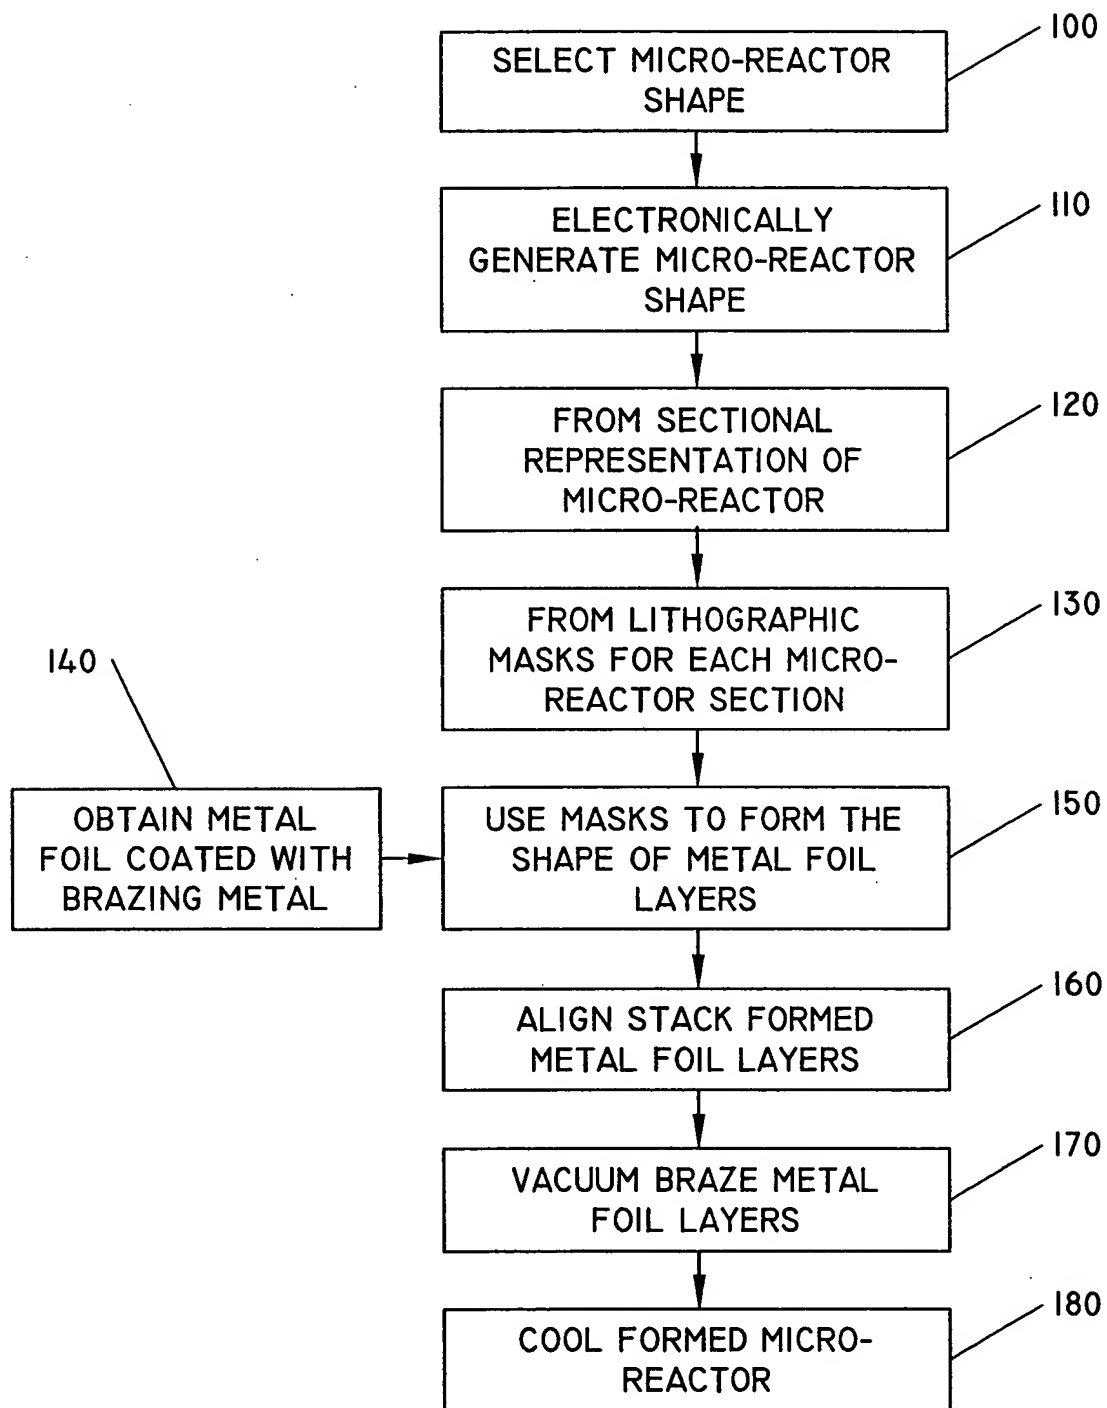 100
SELECT MICRO-REACTOR
SHAPE
110
ELECTRONICALLY
GENERATE MICRO-REACTOR
SHAPE
120
FROM SECTIONAL
REPRESENTATION OF
MICRO-REACTOR
130
FROM LITHOGRAPHIC
MASKS FOR EACH MICRO-
REACTOR SECTION
140
OBTAIN METAL
FOIL COATED WITH
BRAZING METAL
150
USE MASKS TO FORM THE
SHAPE OF METAL FOIL
LAYERS
160
ALIGN STACK FORMED
METAL FOIL LAYERS
170
VACUUM BRAZE METAL
FOIL LAYERS
180
COOL FORMED MICRO-
REACTOR